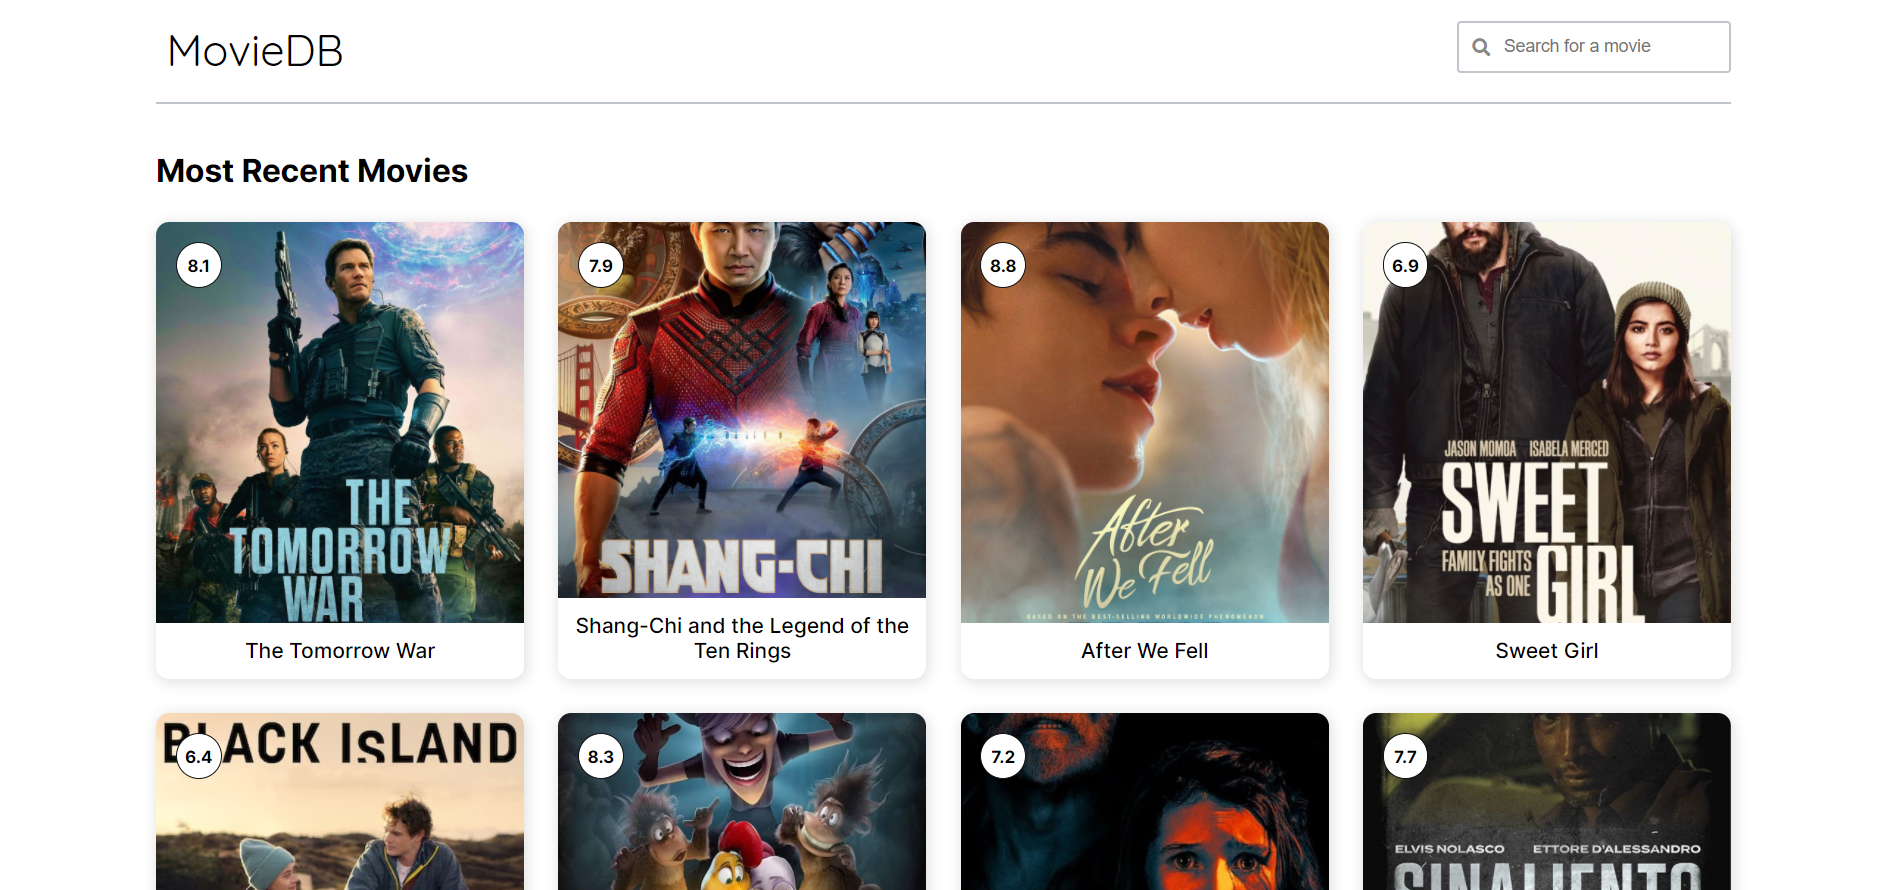 MovieDB
Search for a movie
Most Recent Movies
8.1
THE
TOMORROW
WAR
The Tomorrow War
7.9
SHANG-CHI
Shang-Chi and the Legend of the
Ten Rings
8.8
After
We Fell
BASED ON THE BEST-SELLING WORLDWIDE PHENOMENON
After We Fell
6.9
JASON MOMOA ISABELA MERCED
SWEET
FAMILY FIGHTS
AS ONE
GIRL
Sweet Girl
6.4
BLACK ISLAND
8.3
7.2
7.7
ELVIS NOLASCO ETTORE D'ALESSANDRO
SINALIENTO